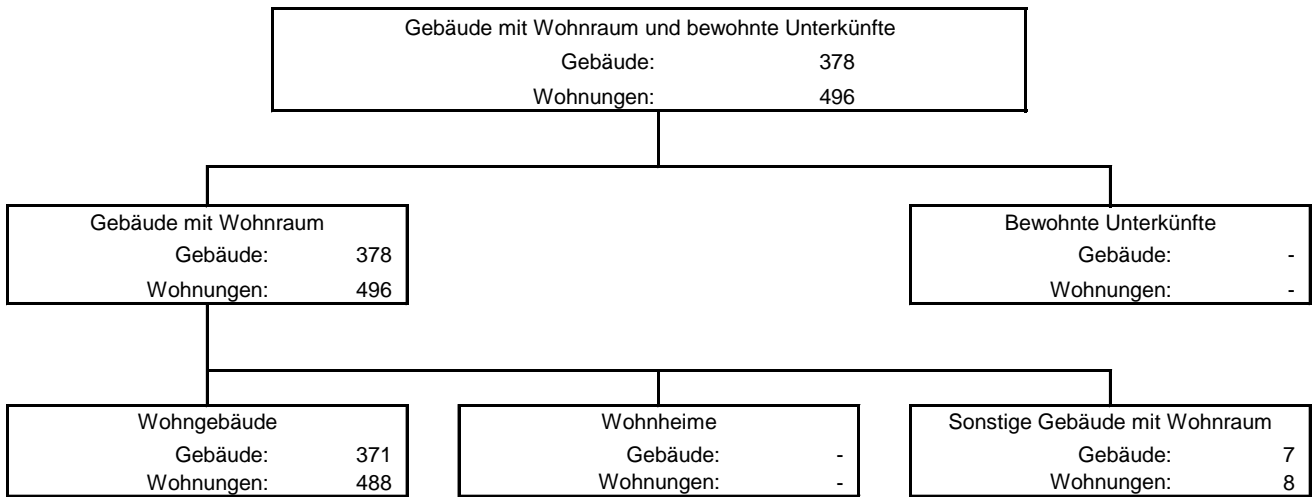 Gebäude mit Wohnraum und bewohnte Unterkünfte
Gebäude: 378
Wohnungen: 496
Gebäude mit Wohnraum
Gebäude: 378
Wohnungen: 496
Bewohnte Unterkünfte
Gebäude: -
Wohnungen: -
Wohngebäude
Gebäude: 371
Wohnungen: 488
Wohnheime
Gebäude: -
Wohnungen: -
Sonstige Gebäude mit Wohnraum
Gebäude: 7
Wohnungen: 8